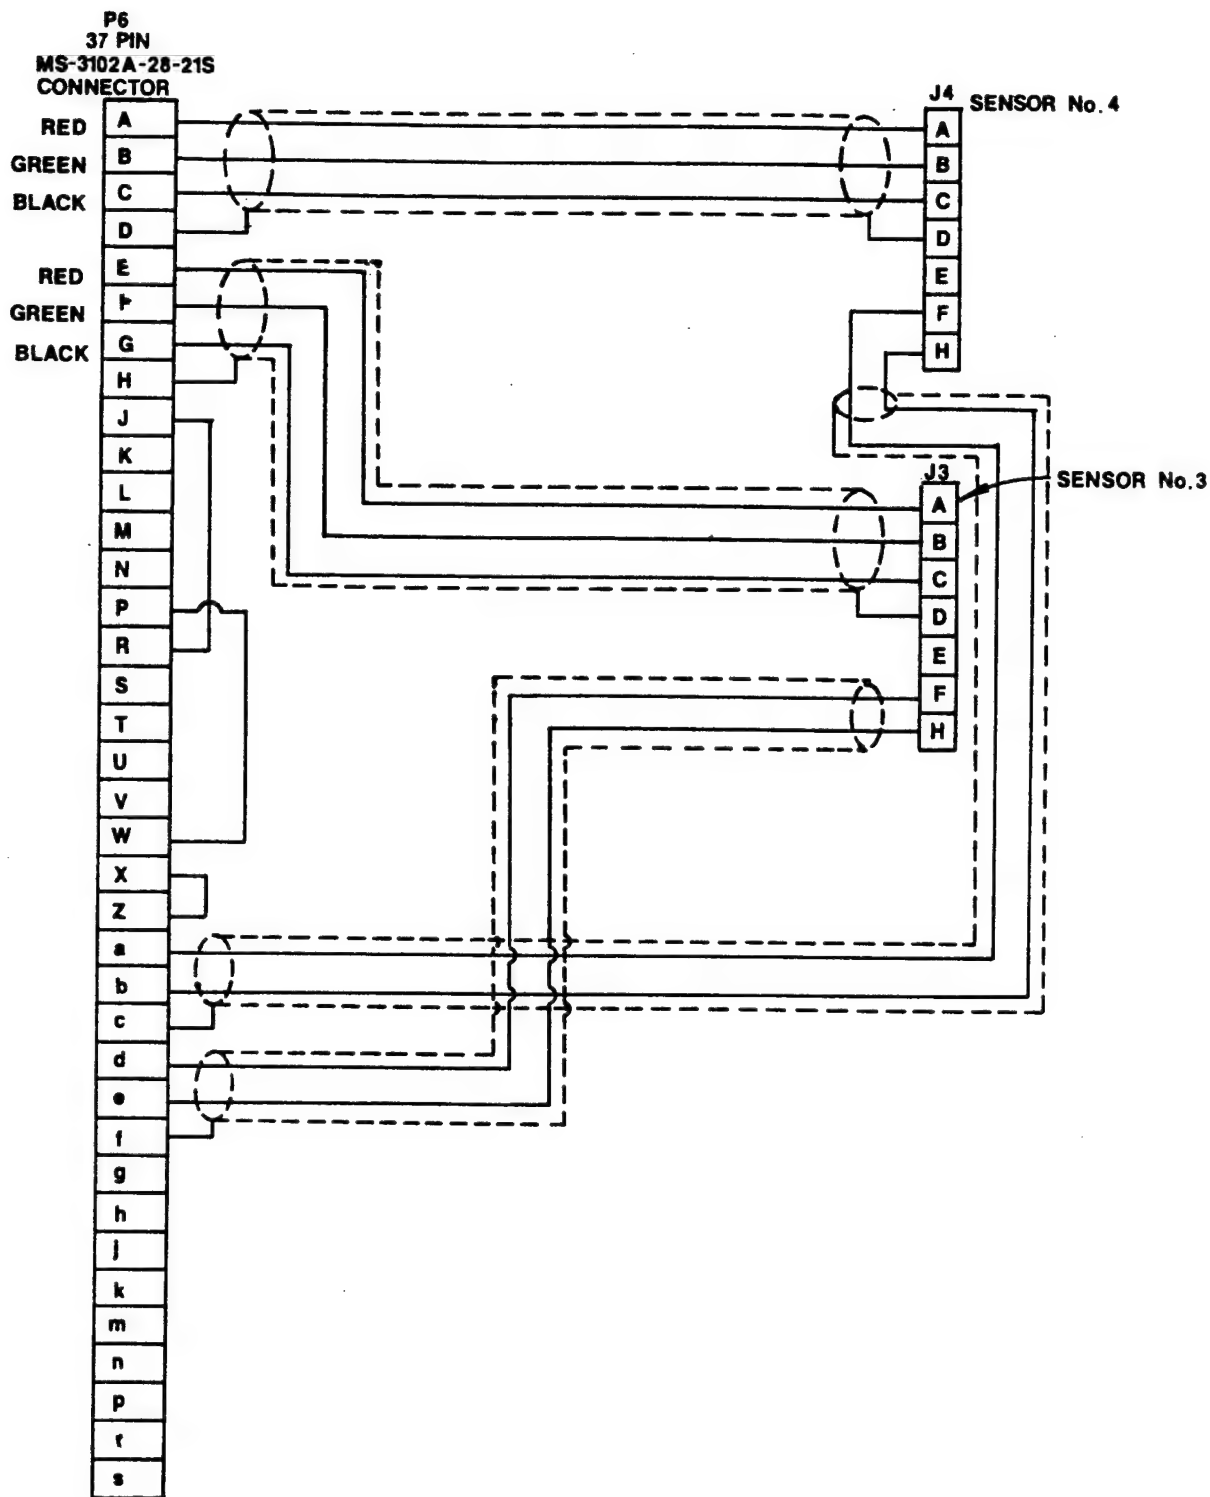 P6
37 PIN
MS-3102A-28-21S
CONNECTOR
RED A
GREEN B
BLACK C
D
RED E
GREEN F
BLACK G
H
J
K
L
M
N
P
R
S
T
U
V
W
X
Z
a
b
c
d
e
f
g
h
j
k
m
n
p
r
s
J4 SENSOR No. 4
A
B
C
D
E
F
H
J3
SENSOR No. 3
A
B
C
D
E
F
H